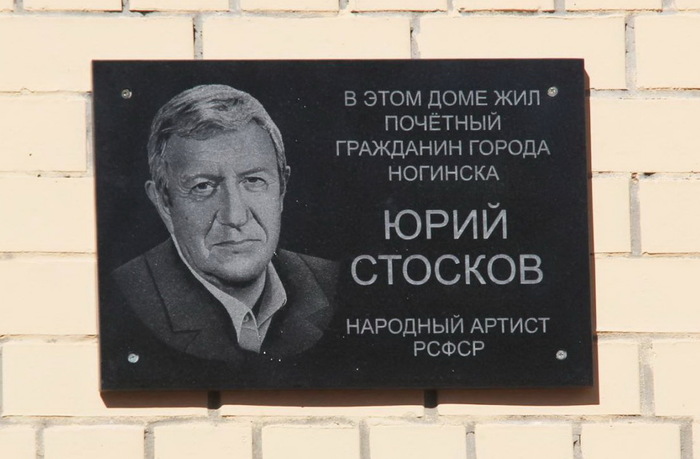 В ЭТОМ ДОМЕ ЖИЛ
ПОЧЁТНЫЙ
ГРАЖДАНИН ГОРОДА
НОГИНСКА
ЮРИЙ
СТОСКОВ
НАРОДНЫЙ АРТИСТ
РСФСР